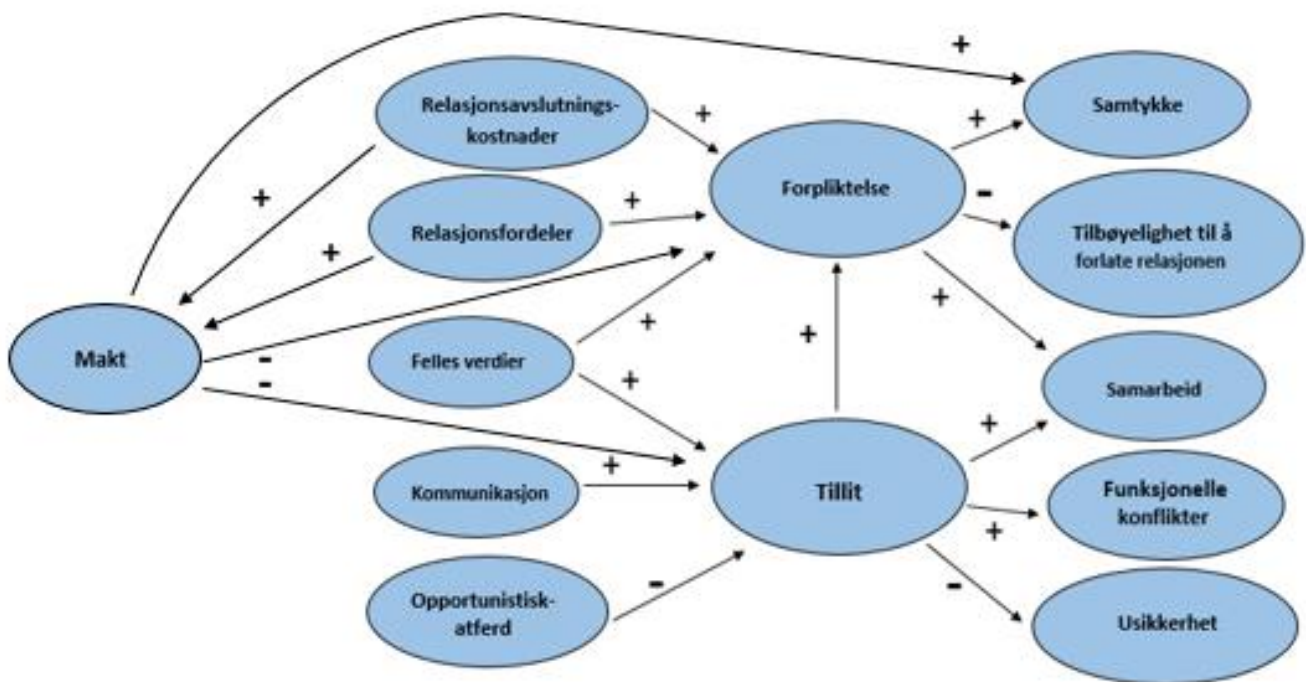 +
Relasjonsavslutnings-
kostnader
+
Samtykke
+
Forpliktelse
+
Relasjonsfordeler
+
-
Tilbøyelighet til å
forlate relasjonen
+
+
Makt
-
-
Felles verdier
+
+
+
+
Samarbeid
Kommunikasjon
+
Tillit
+
Funksjonelle
konflikter
+
Opportunistisk-
atferd
-
-
Usikkerhet